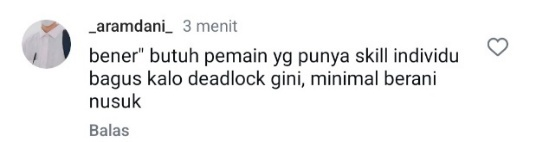 _aramdani_ 3 menit
bener" butuh pemain yg punya skill individu
bagus kalo deadlock gini, minimal berani
nusuk
Balas